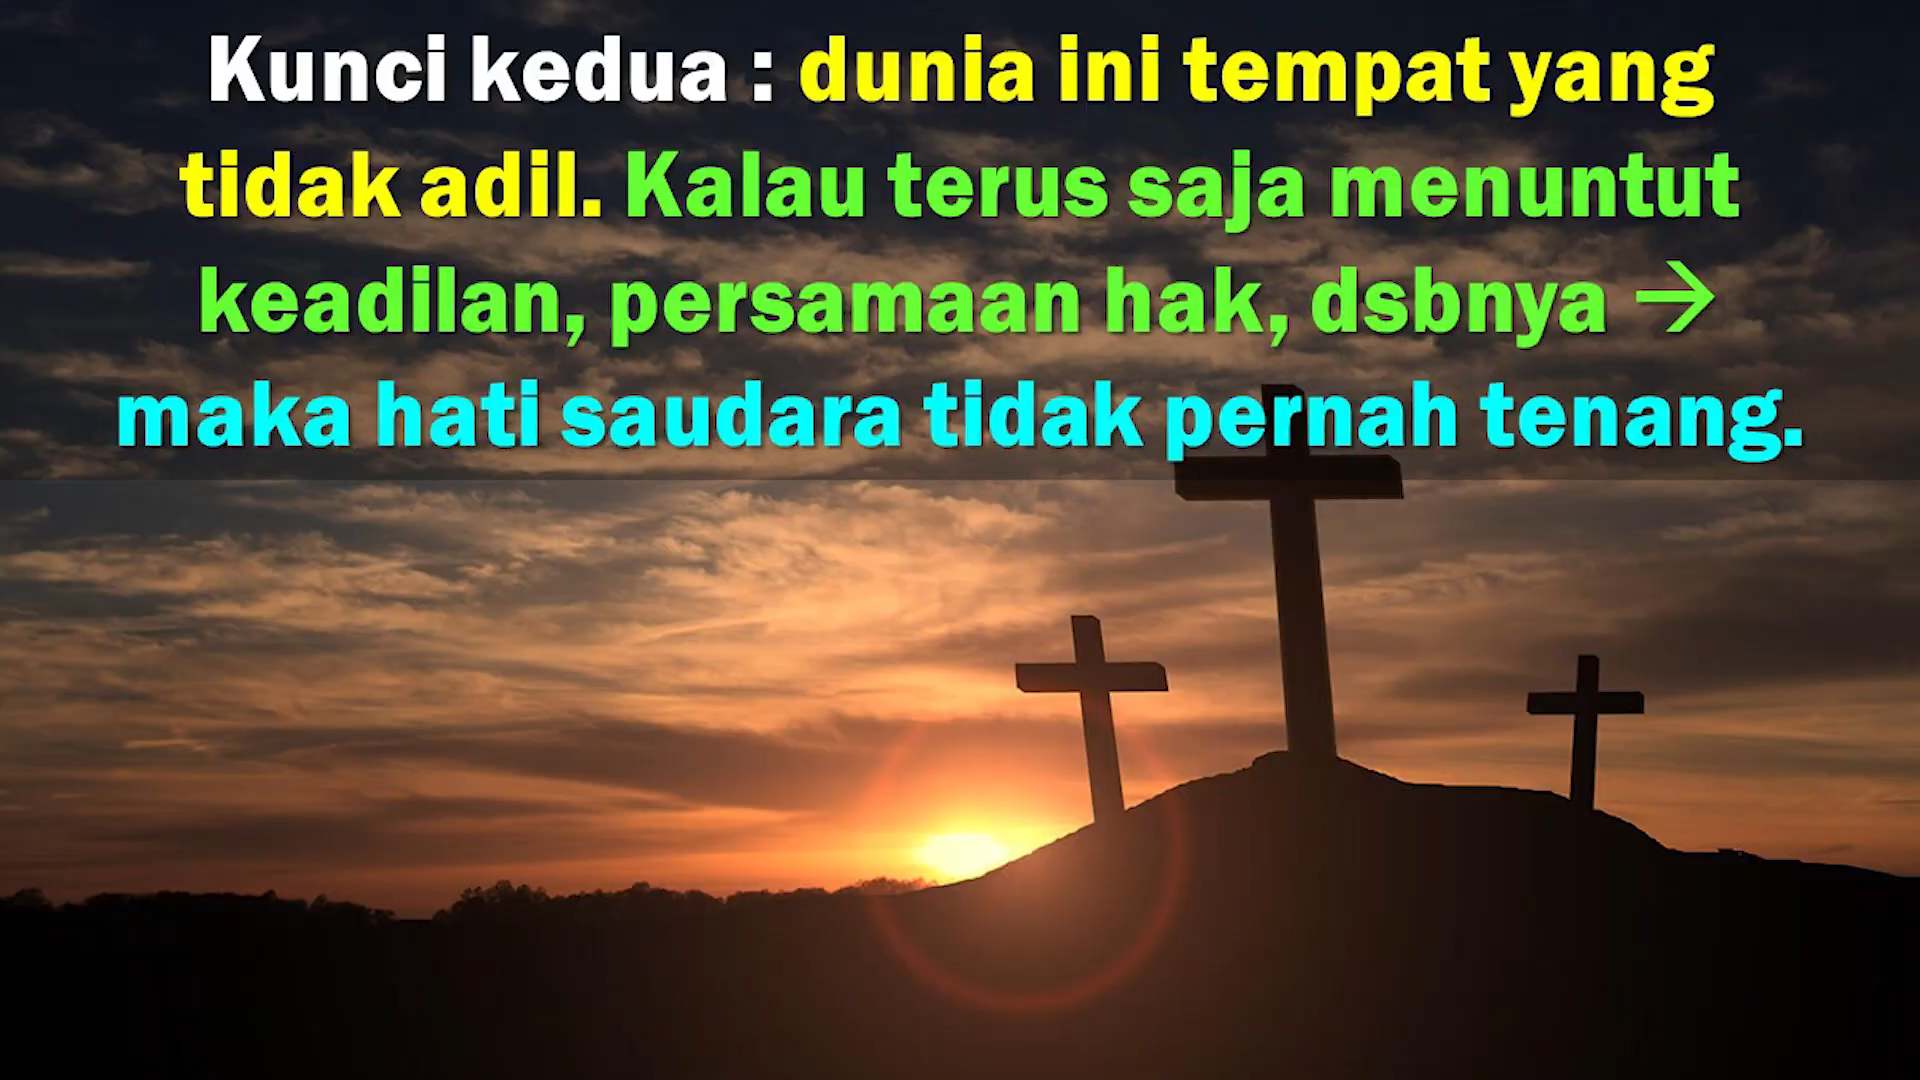 Kunci kedua : dunia ini tempat yang
tidak adil. Kalau terus saja menuntut
keadilan, persamaan hak, dsbnya →
maka hati saudara tidak pernah tenang.